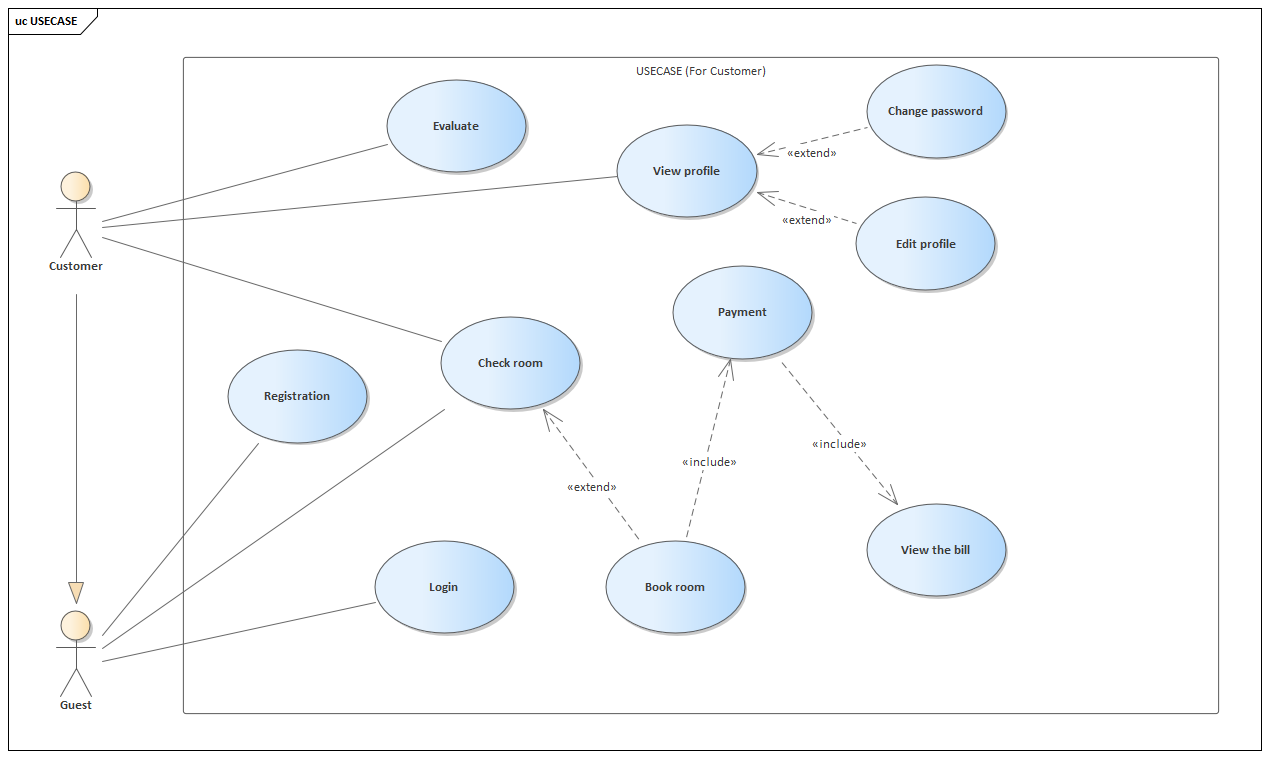 uc USECASE
USECASE (For Customer)
Change password
Evaluate
«extend»
View profile
Customer
«extend»
Edit profile
Payment
Check room
Registration
«include»
«include»
«extend»
View the bill
Login
Book room
Guest